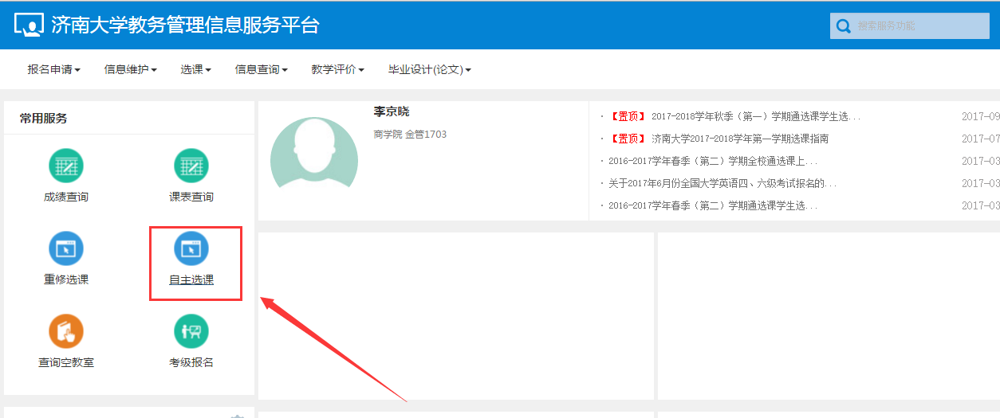 济南大学教务管理信息服务平台
搜索服务功能
报名申请 信息维护 选课 信息查询 教学评价 毕业设计(论文)
常用服务
成绩查询 课表查询
重修选课 自主选课
查询空教室 考级报名
李京晓
商学院 金管1703
· 【置顶】 2017-2018学年秋季（第一）学期通选课学生选... 2017-09
· 【置顶】 济南大学2017-2018学年第一学期选课指南 2017-07
· 2016-2017学年春季（第二）学期全校通选课上... 2017-03
· 关于2017年6月份全国大学英语四、六级考试报名的... 2017-03
· 2016-2017学年春季（第二）学期通选课学生选... 2017-03